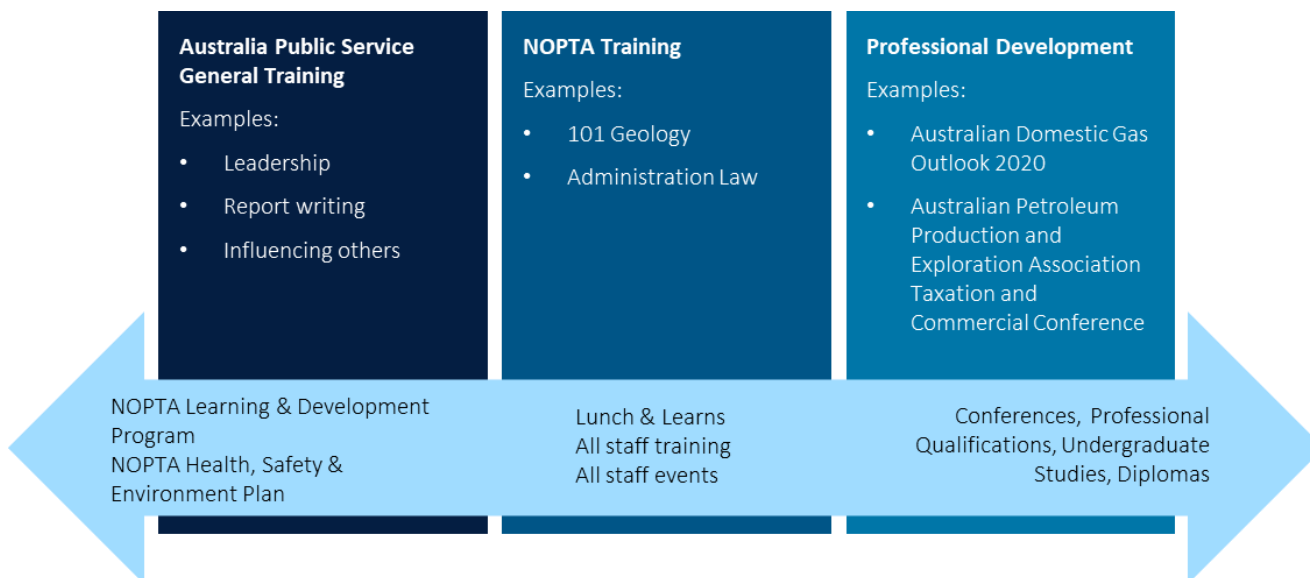 Australia Public Service
General Training
Examples:
• Leadership
• Report writing
• Influencing others
NOPTA Training
Examples:
• 101 Geology
• Administration Law
Professional Development
Examples:
• Australian Domestic Gas
Outlook 2020
• Australian Petroleum
Production and
Exploration Association
Taxation and
Commercial Conference
NOPTA Learning & Development
Program
NOPTA Health, Safety &
Environment Plan
Lunch & Learns
All staff training
All staff events
Conferences, Professional
Qualifications, Undergraduate
Studies, Diplomas